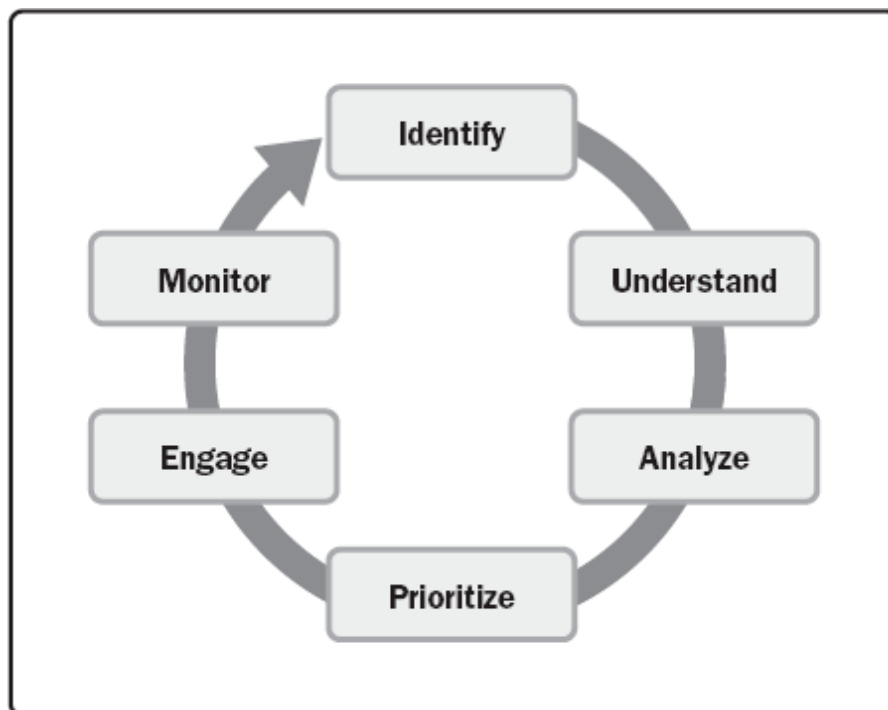 Identify
Understand
Analyze
Prioritize
Engage
Monitor